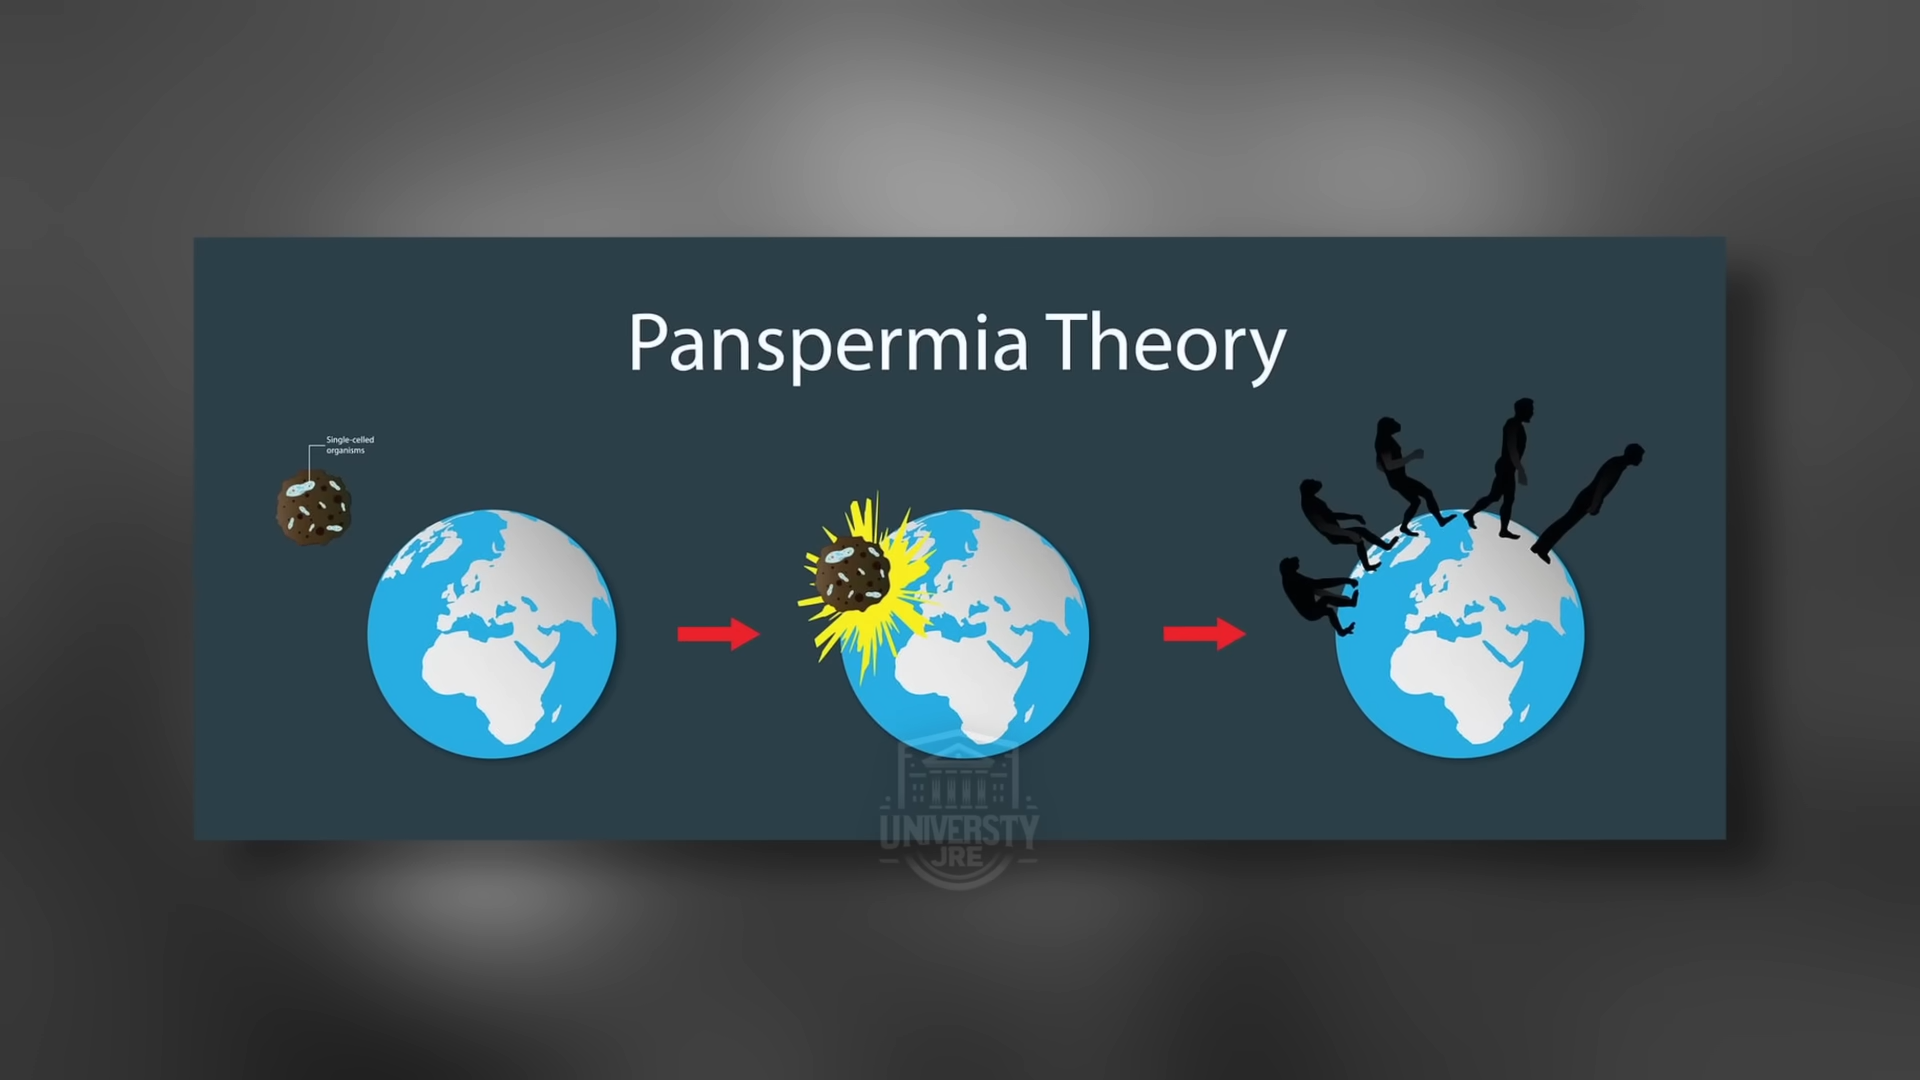 Panspermia Theory
Single-celled
organisms
UNIVERSTY
JRE